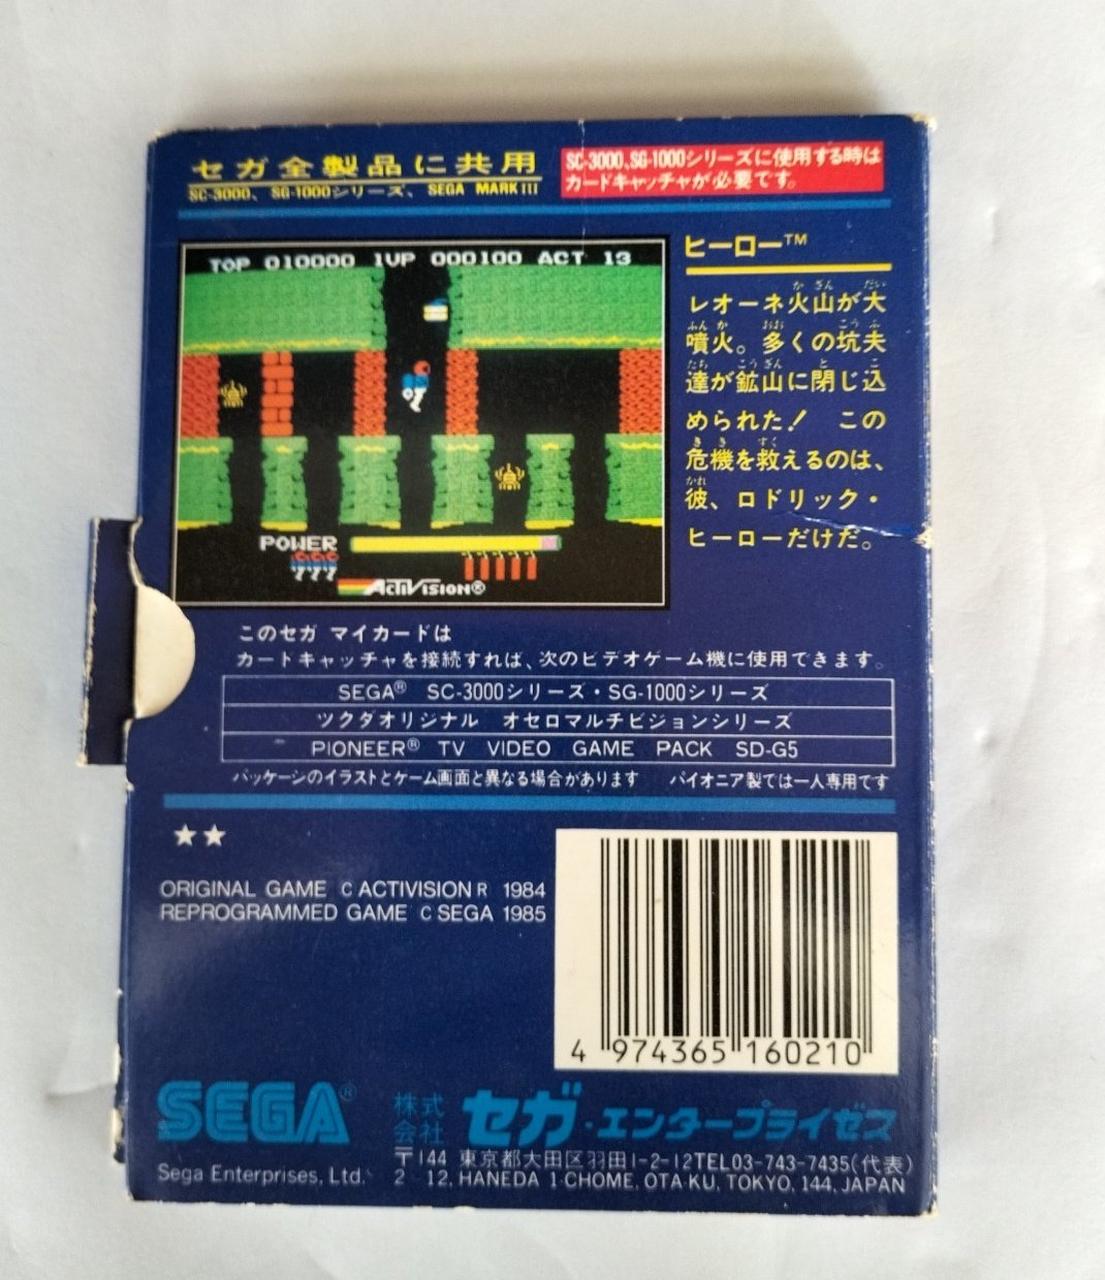 セガ全製品に共用
SC-3000、SG-1000シリーズ、SEGA MARK III
SC-3000、SG-1000シリーズに使用する時は
カードキャッチャが必要です。
TOP 010000 1UP 000100 ACT 13
POWER
ACTIVISION®
ヒーロー™
レオーネ火山が大
噴火。多くの坑夫
達が鉱山に閉じ込
められた! この
危機を救えるのは、
彼、ロドリック・
ヒーローだけだ。
このセガ マイカードは
カートキャッチャを接続すれば、次のビデオゲーム機に使用できます。
SEGA® SC-3000シリーズ・SG-1000シリーズ
ツクダオリジナル オセロマルチビジョンシリーズ
PIONEER® TV VIDEO GAME PACK SD-G5
パッケージのイラストとゲーム画面と異なる場合があります パイオニア製では一人専用です
★★
ORIGINAL GAME C ACTIVISION R 1984
REPROGRAMMED GAME C SEGA 1985
4 974365 160210
SEGA®
株式会社 セガ・エンタープライゼス
Sega Enterprises, Ltd.
〒144 東京都大田区羽田1-2-12TEL03-743-7435(代表)
2 12, HANEDA 1-CHOME, OTA-KU, TOKYO, 144, JAPAN